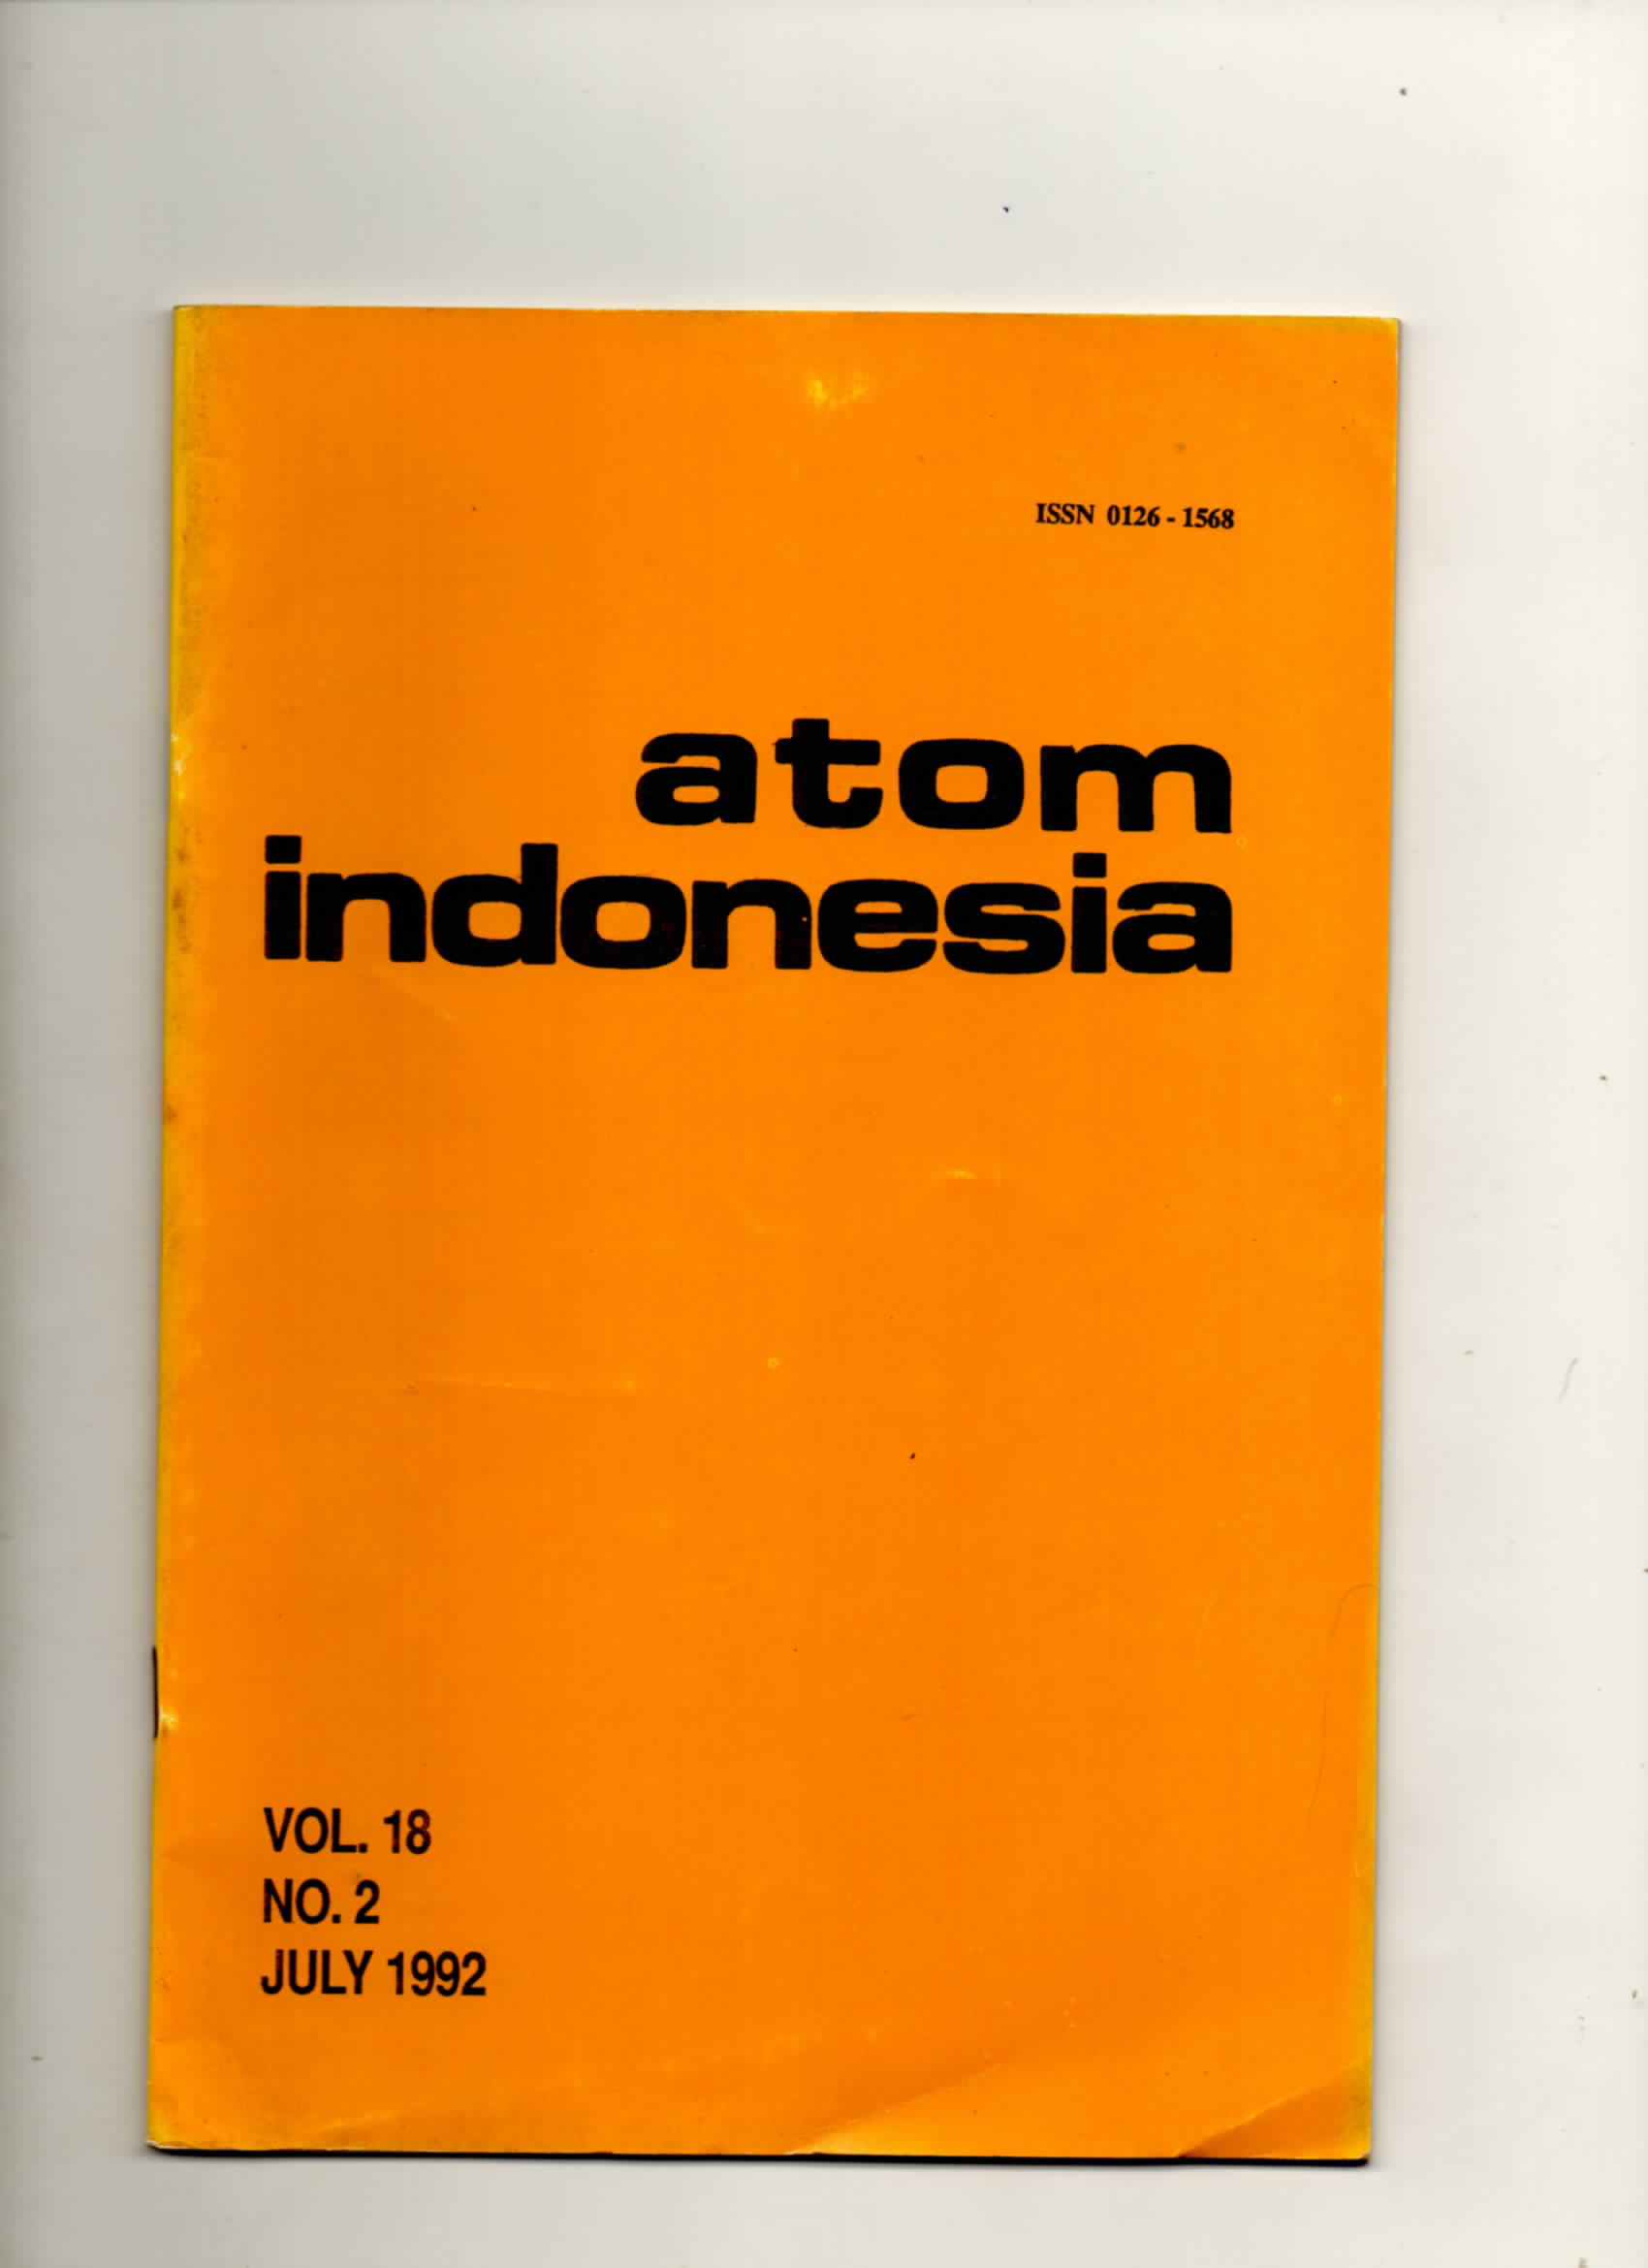 ISSN 0126 - 1568
atom
indonesia
VOL. 18
NO. 2
JULY 1992